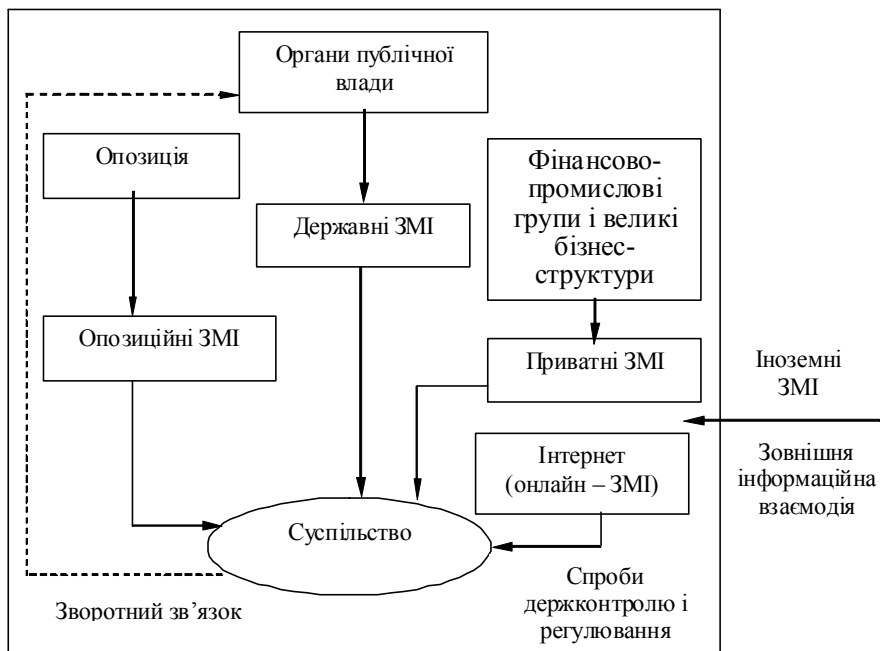 Органи публічної
влади
Опозиція
Фінансово-
промислові
групи і великі
бізнес-
структури
Державні ЗМІ
Опозиційні ЗМІ
Приватні ЗМІ
Іноземні
ЗМІ
Зовнішня
інформаційна
взаємодія
Інтернет
(онлайн – ЗМІ)
Суспільство
Спроби
держконтролю і
регулювання
Зворотний зв’язок